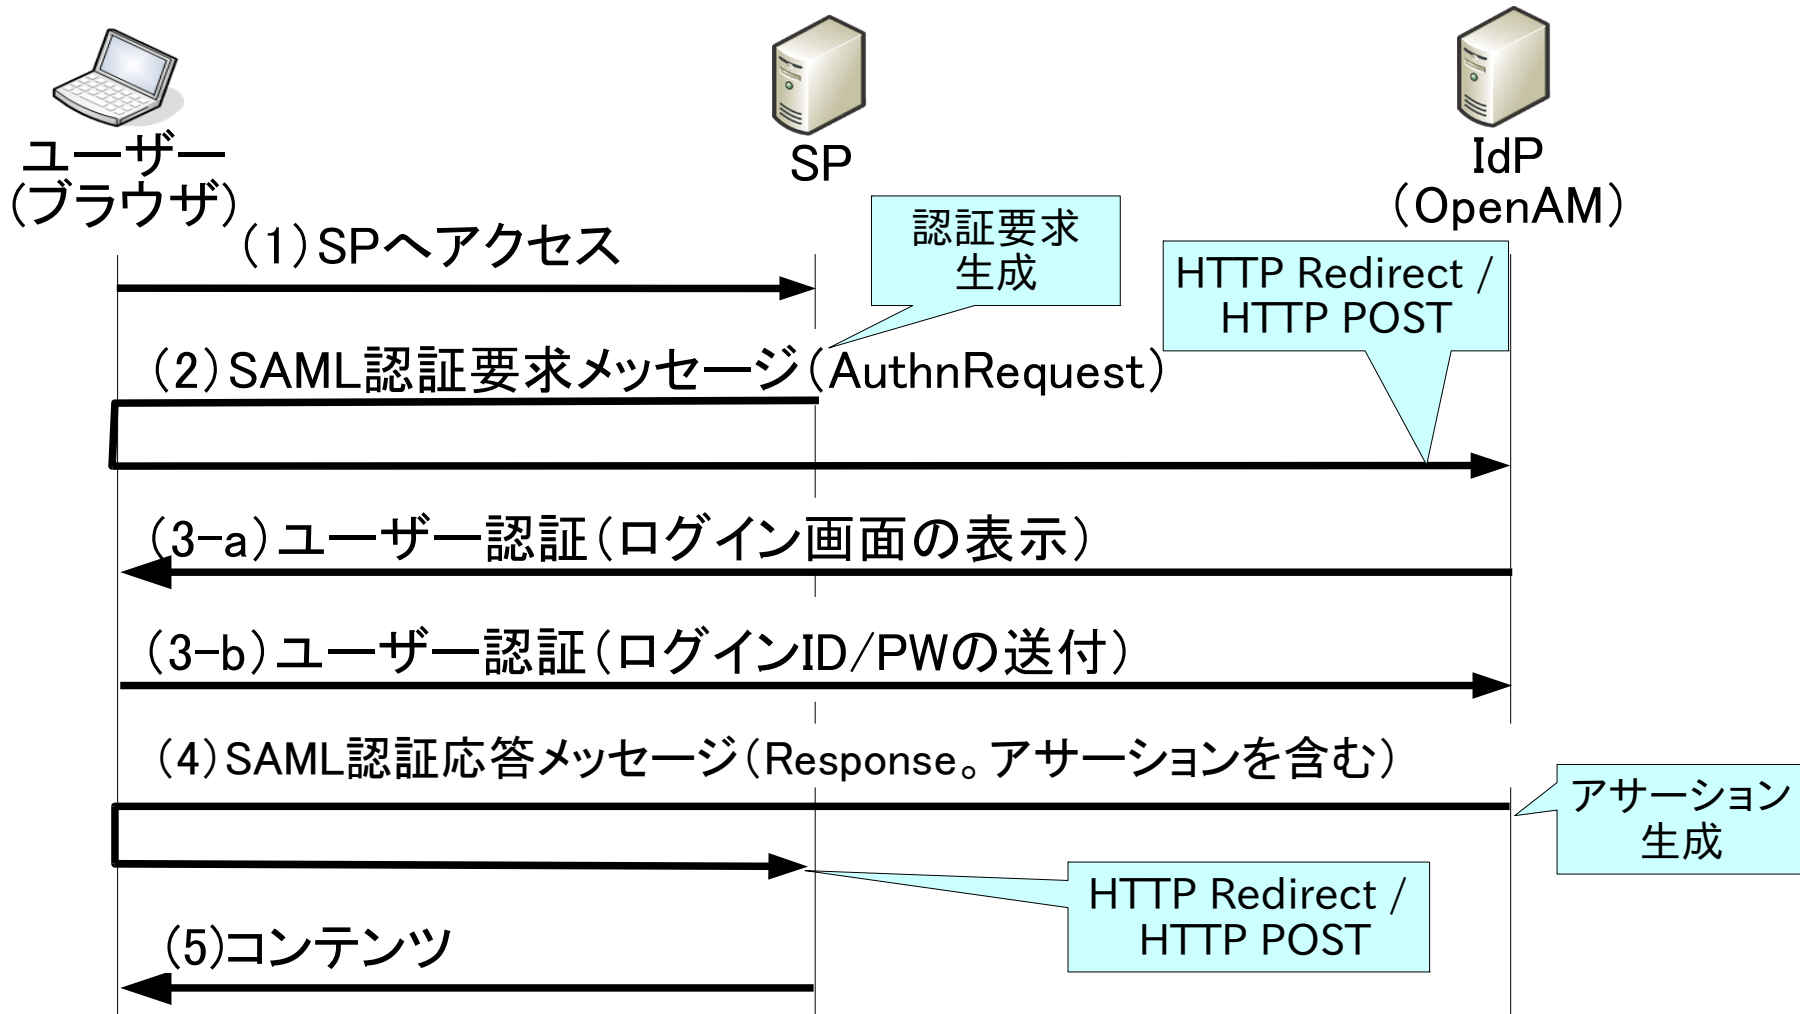 ユーザー
(ブラウザ)
SP
IdP
(OpenAM)
(1)SPへアクセス
認証要求
生成
HTTP Redirect /
HTTP POST
(2)SAML認証要求メッセージ(AuthnRequest)
(3-a)ユーザー認証(ログイン画面の表示)
(3-b)ユーザー認証(ログインID/PWの送付)
(4)SAML認証応答メッセージ(Response。アサーションを含む)
アサーション
生成
HTTP Redirect /
HTTP POST
(5)コンテンツ